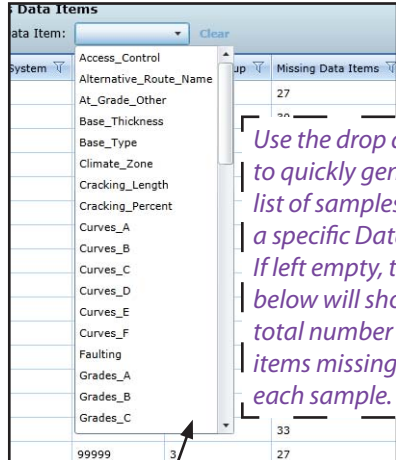 Data Items
ata Item:
Clear
System
up
Missing Data Items
Access_Control
Alternative_Route_Name
At_Grade_Other
Base_Thickness
Base_Type
Climate_Zone
Cracking_Length
Cracking_Percent
Curves_A
Curves_B
Curves_C
Curves_D
Curves_E
Curves_F
Faulting
Grades_A
Grades_B
Grades_C
27
Use the drop
to quickly gen
list of samples
a specific Dat
If left empty, t
below will sho
total number
items missing
each sample.
33
99999 3 27